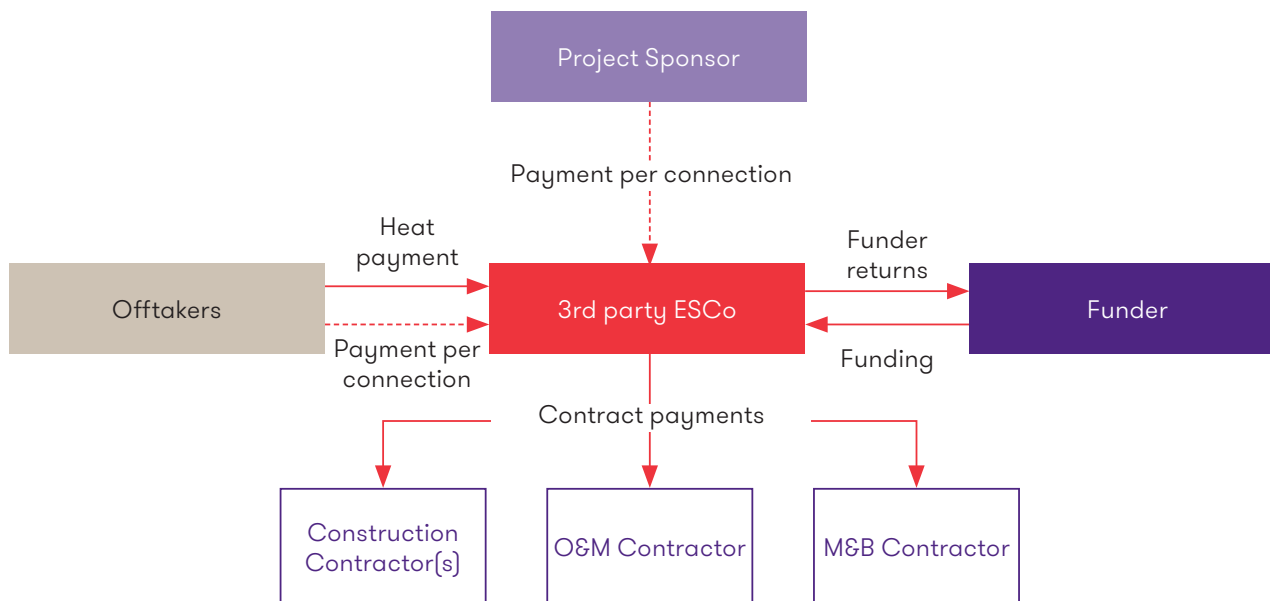 Project Sponsor
Payment per connection
Heat
payment
Funder
returns
Offtakers
3rd party ESCo
Funder
Payment per
connection
Funding
Contract payments
Construction
Contractor(s)
O&M Contractor
M&B Contractor